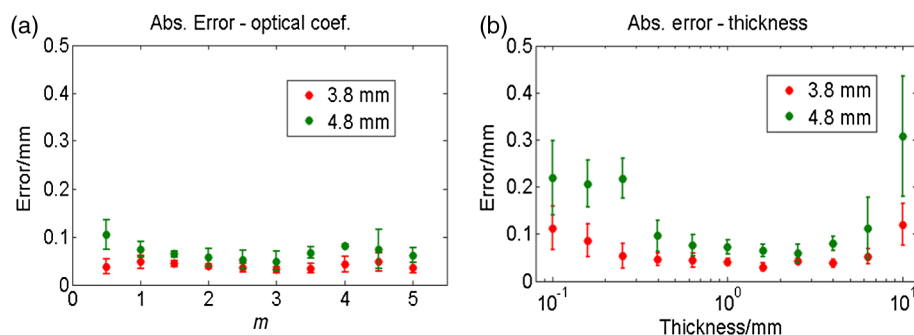 (a)
Abs. Error - optical coef.
Error/mm
0.5
0.4
0.3
0.2
0.1
0
3.8 mm
4.8 mm
0 1 2 3 4 5
m
(b)
Abs. error - thickness
Error/mm
0.5
0.4
0.3
0.2
0.1
0
3.8 mm
4.8 mm
10-1 100 101
Thickness/mm